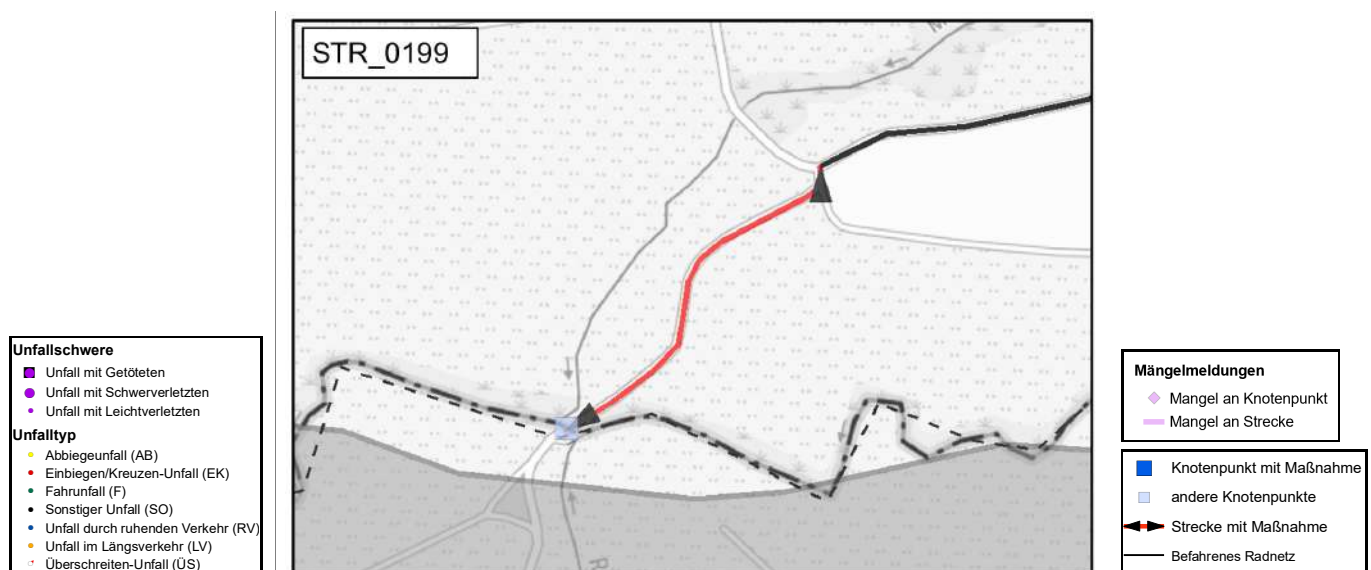 STR_0199
Unfallschwere
Unfall mit Getöteten
Unfall mit Schwerverletzten
Unfall mit Leichtverletzten
Unfalltyp
Abbiegeunfall (AB)
Einbiegen/Kreuzen-Unfall (EK)
Fahrunfall (F)
Sonstiger Unfall (SO)
Unfall durch ruhenden Verkehr (RV)
Unfall im Längsverkehr (LV)
Überschreiten-Unfall (ÜS)
Mängelmeldungen
Mangel an Knotenpunkt
Mangel an Strecke
Knotenpunkt mit Maßnahme
andere Knotenpunkte
Strecke mit Maßnahme
Befahrenes Radnetz